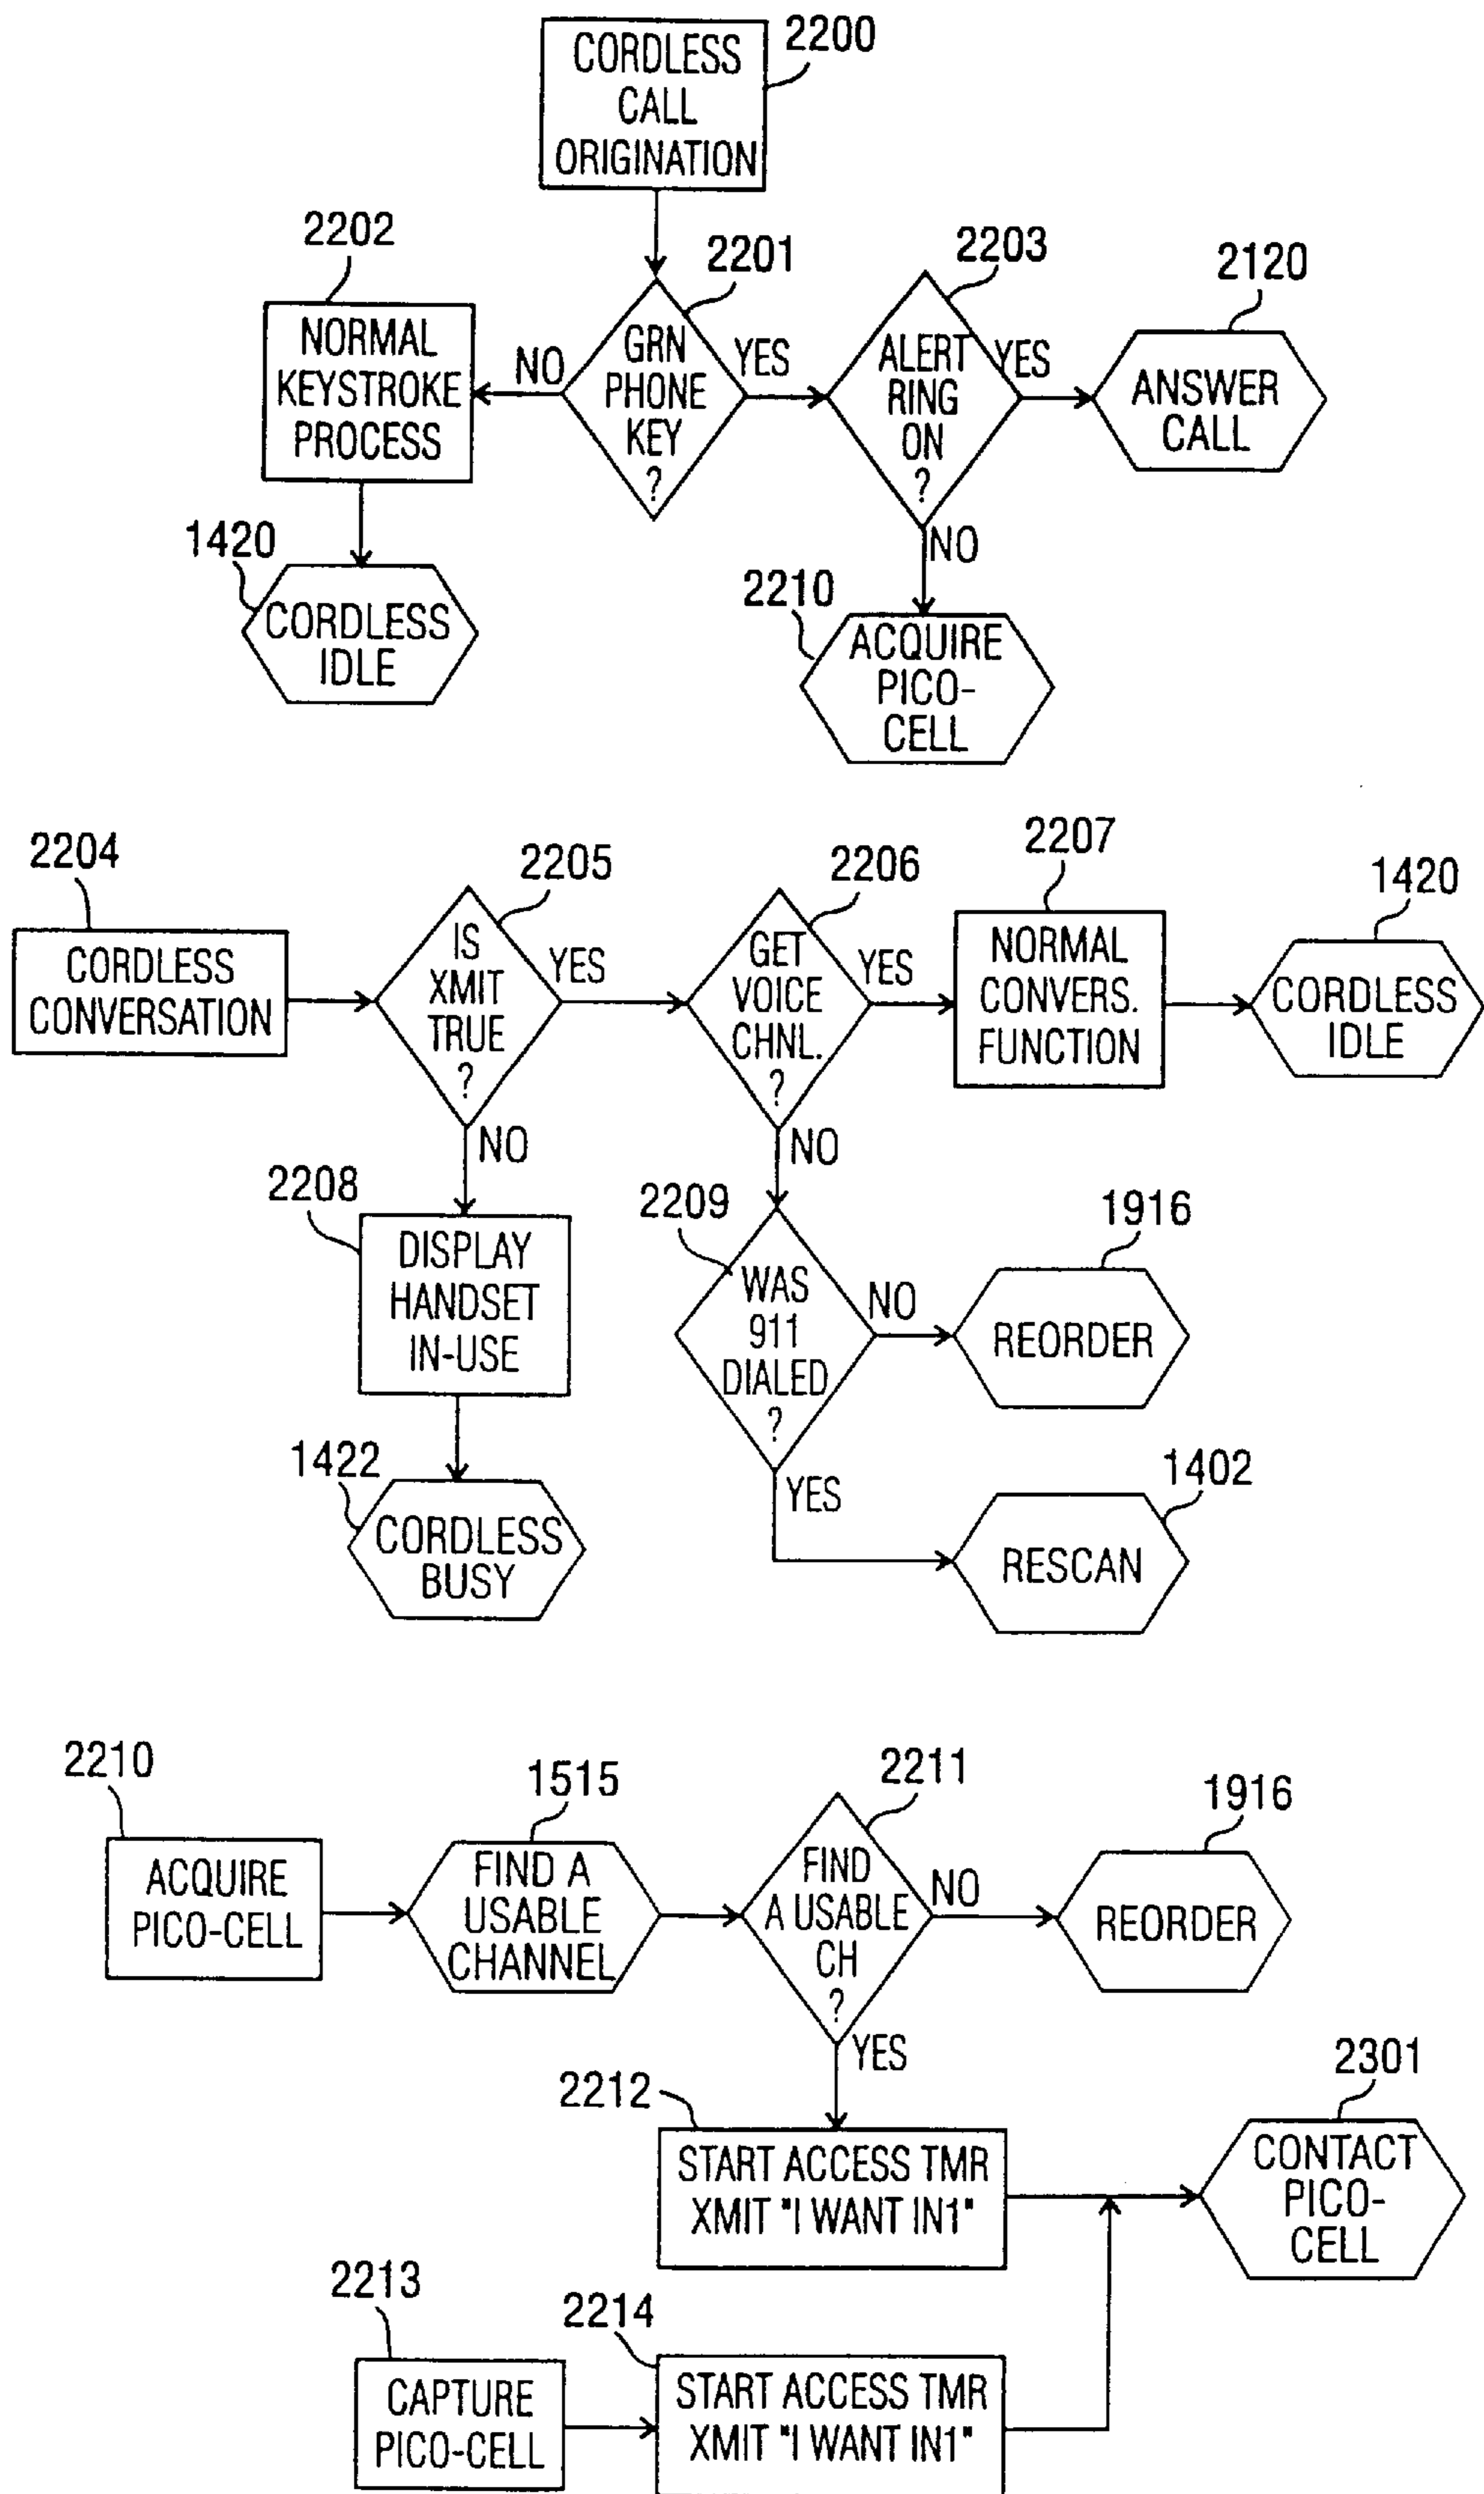 2200
CORDLESS
CALL
ORIGINATION
2202
2201
2203
2120
NORMAL
KEYSTROKE
PROCESS
NO
GRN
PHONE
KEY
?
YES
ALERT
RING
ON
?
YES
ANSWER
CALL
1420
CORDLESS
IDLE
NO
2210
ACQUIRE
PICO-
CELL
2204
2205
2206
2207
1420
CORDLESS
CONVERSATION
IS
XMIT
TRUE
?
YES
GET
VOICE
CHNL.
?
YES
NORMAL
CONVERS.
FUNCTION
CORDLESS
IDLE
NO
NO
2208
DISPLAY
HANDSET
IN-USE
2209
WAS
911
DIALED
?
NO
1916
REORDER
1422
CORDLESS
BUSY
YES
1402
RESCAN
2210
1515
2211
1916
ACQUIRE
PICO-CELL
FIND A
USABLE
CHANNEL
FIND
A USABLE
CH
?
NO
REORDER
YES
2212
START ACCESS TMR
XMIT "I WANT IN1"
2301
CONTACT
PICO-
CELL
2213
CAPTURE
PICO-CELL
2214
START ACCESS TMR
XMIT "I WANT IN1"